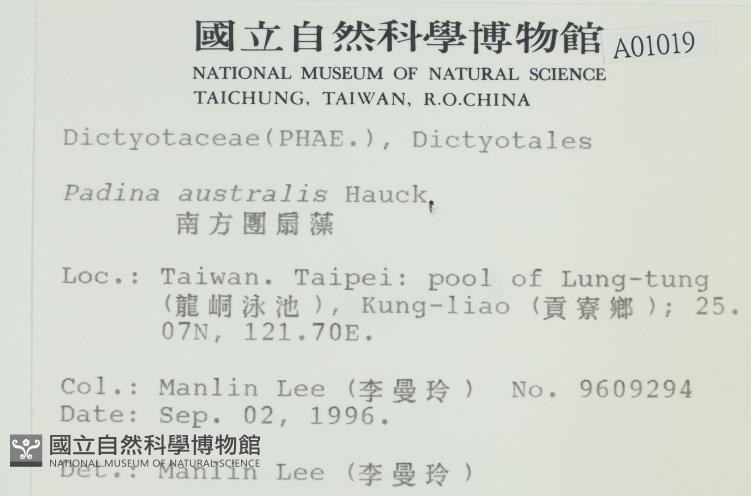 國立自然科學博物館
A01019
NATIONAL MUSEUM OF NATURAL SCIENCE
TAICHUNG, TAIWAN, R.O.CHINA
Dictyotaceae(PHAE.), Dictyotales
Padina australis Hauck,
南方團扇藻
Loc.: Taiwan. Taipei: pool of Lung-tung
(龍峒泳池), Kung-liao (貢寮鄉); 25.
07N, 121.70E.
Col.: Manlin Lee (李曼玲) No. 9609294
Date: Sep. 02, 1996.
國立自然科學博物館
NATIONAL MUSEUM OF NATURAL SCIENCE
Det.: Manlin Lee (李曼玲)